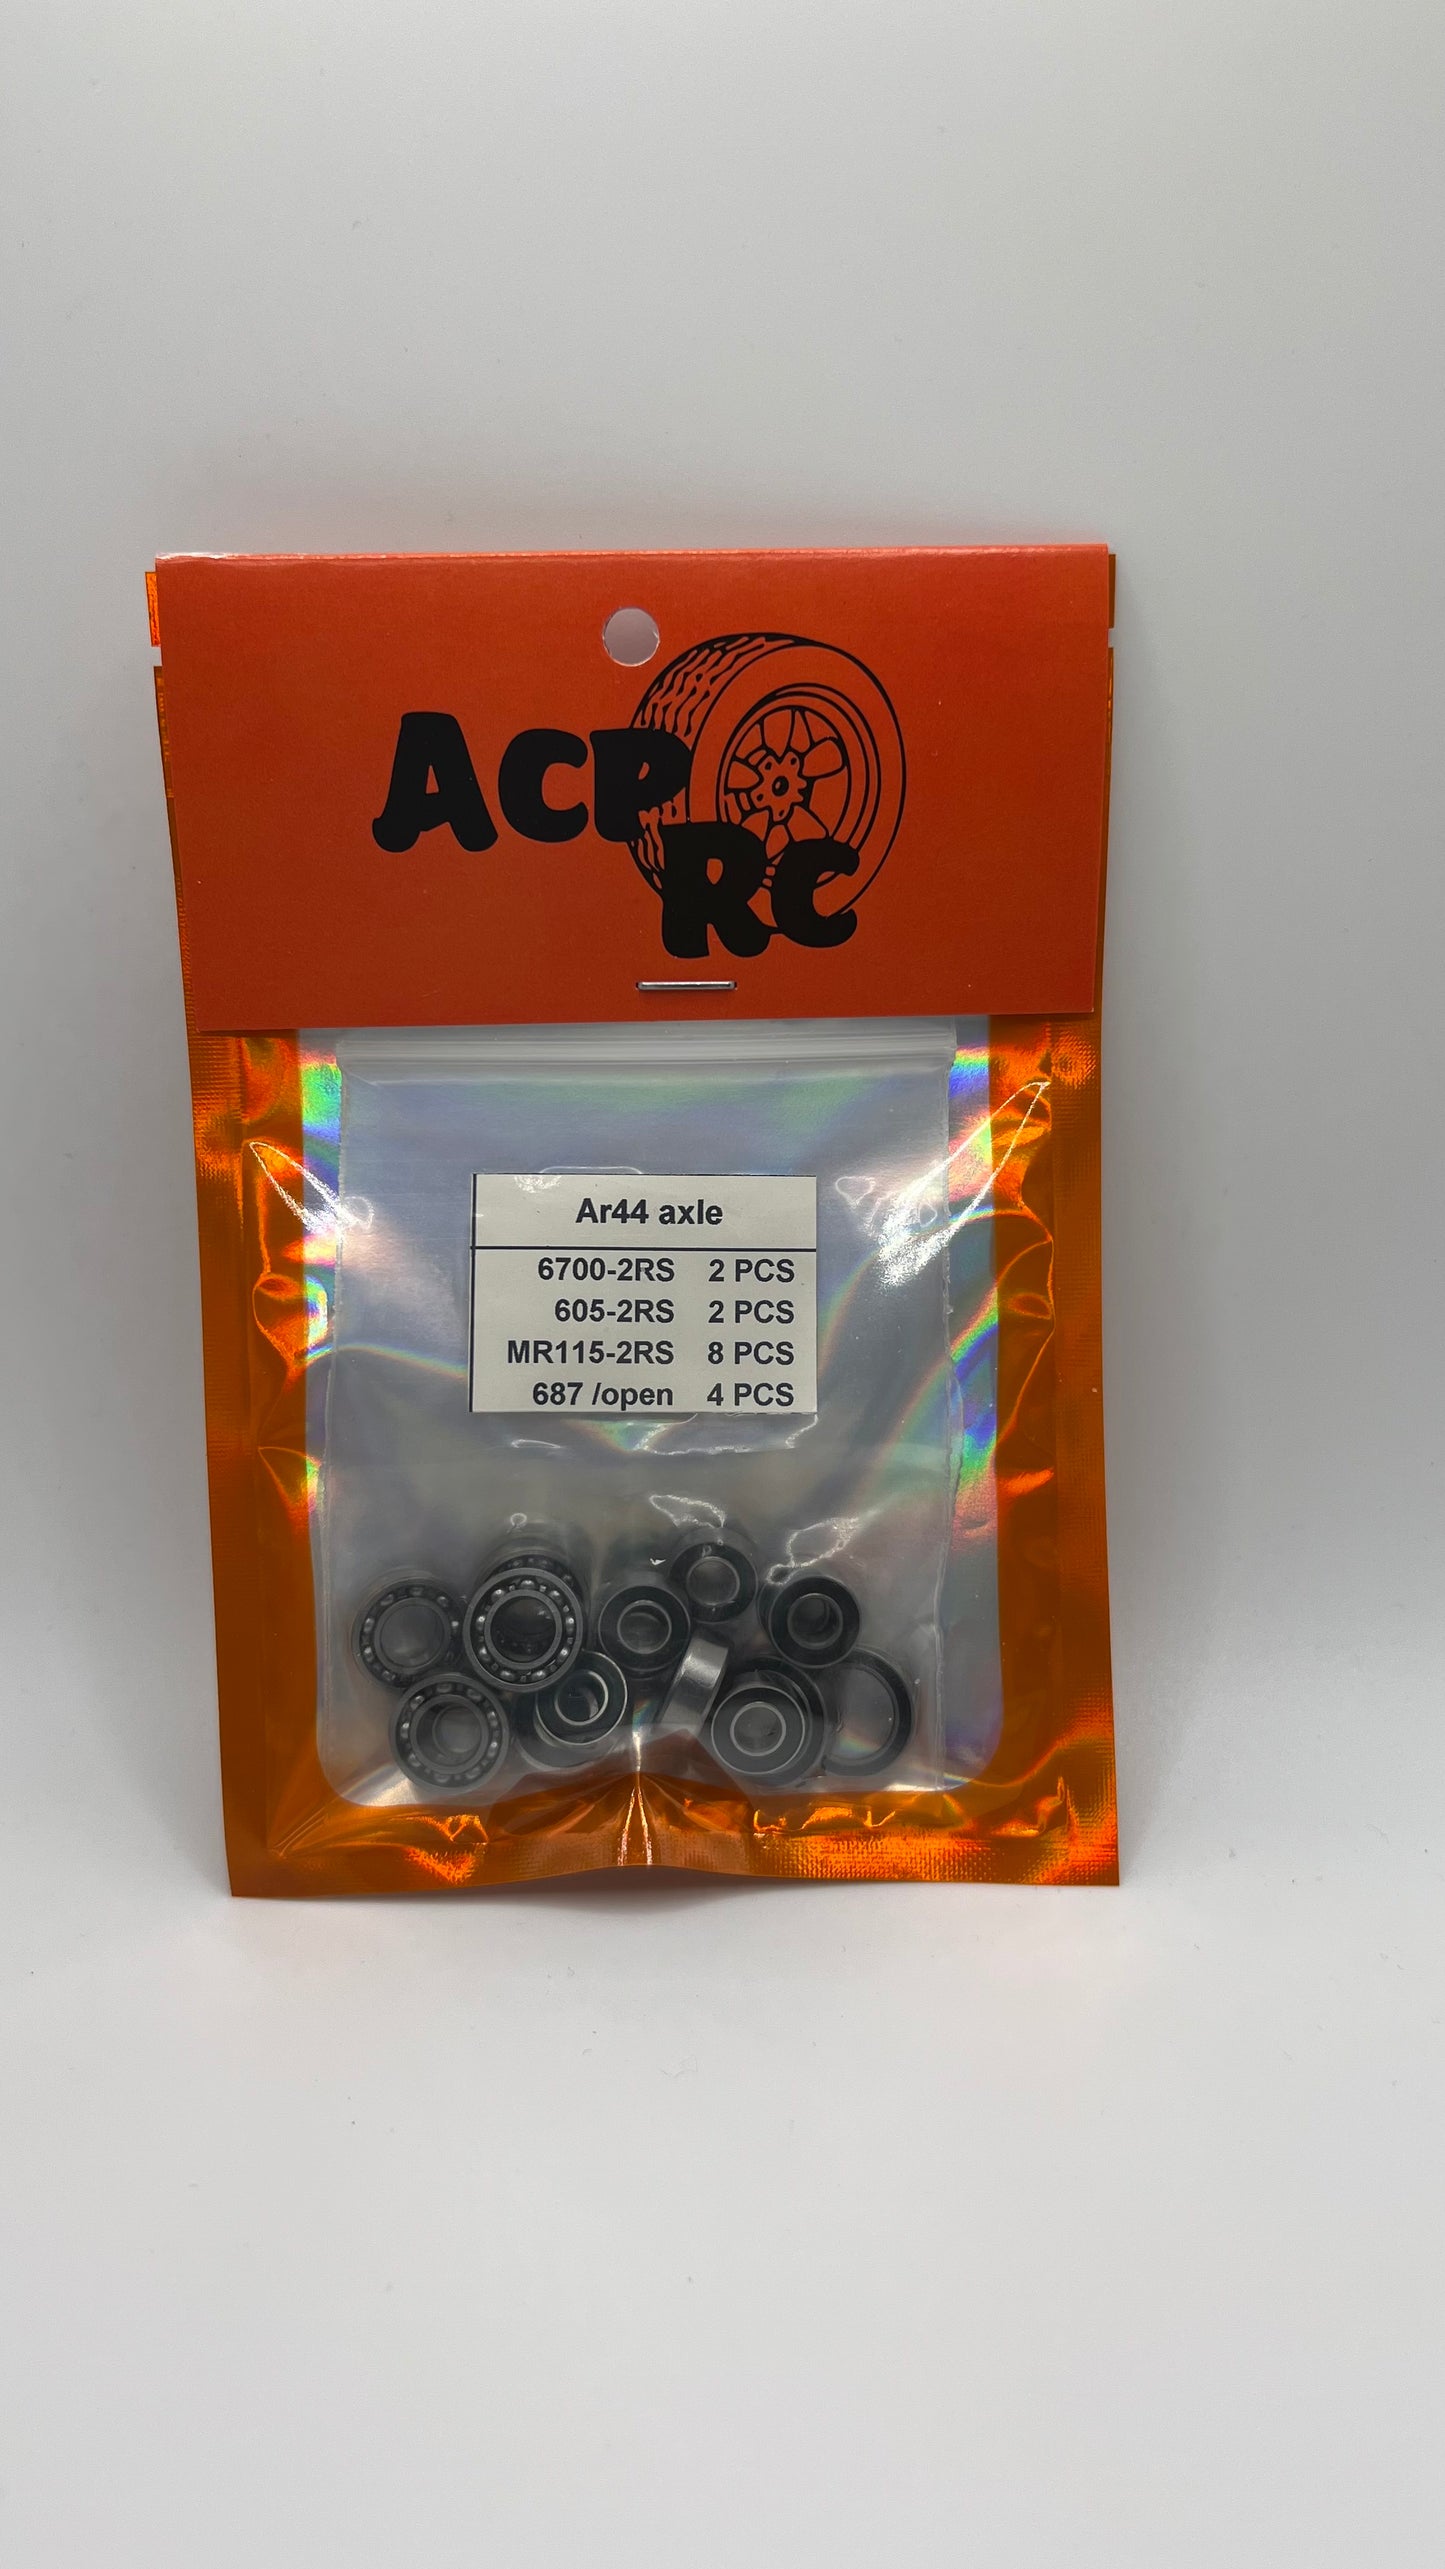 ACP
RC
Ar44 axle
6700-2RS 2 PCS
605-2RS 2 PCS
MR115-2RS 8 PCS
687 /open 4 PCS